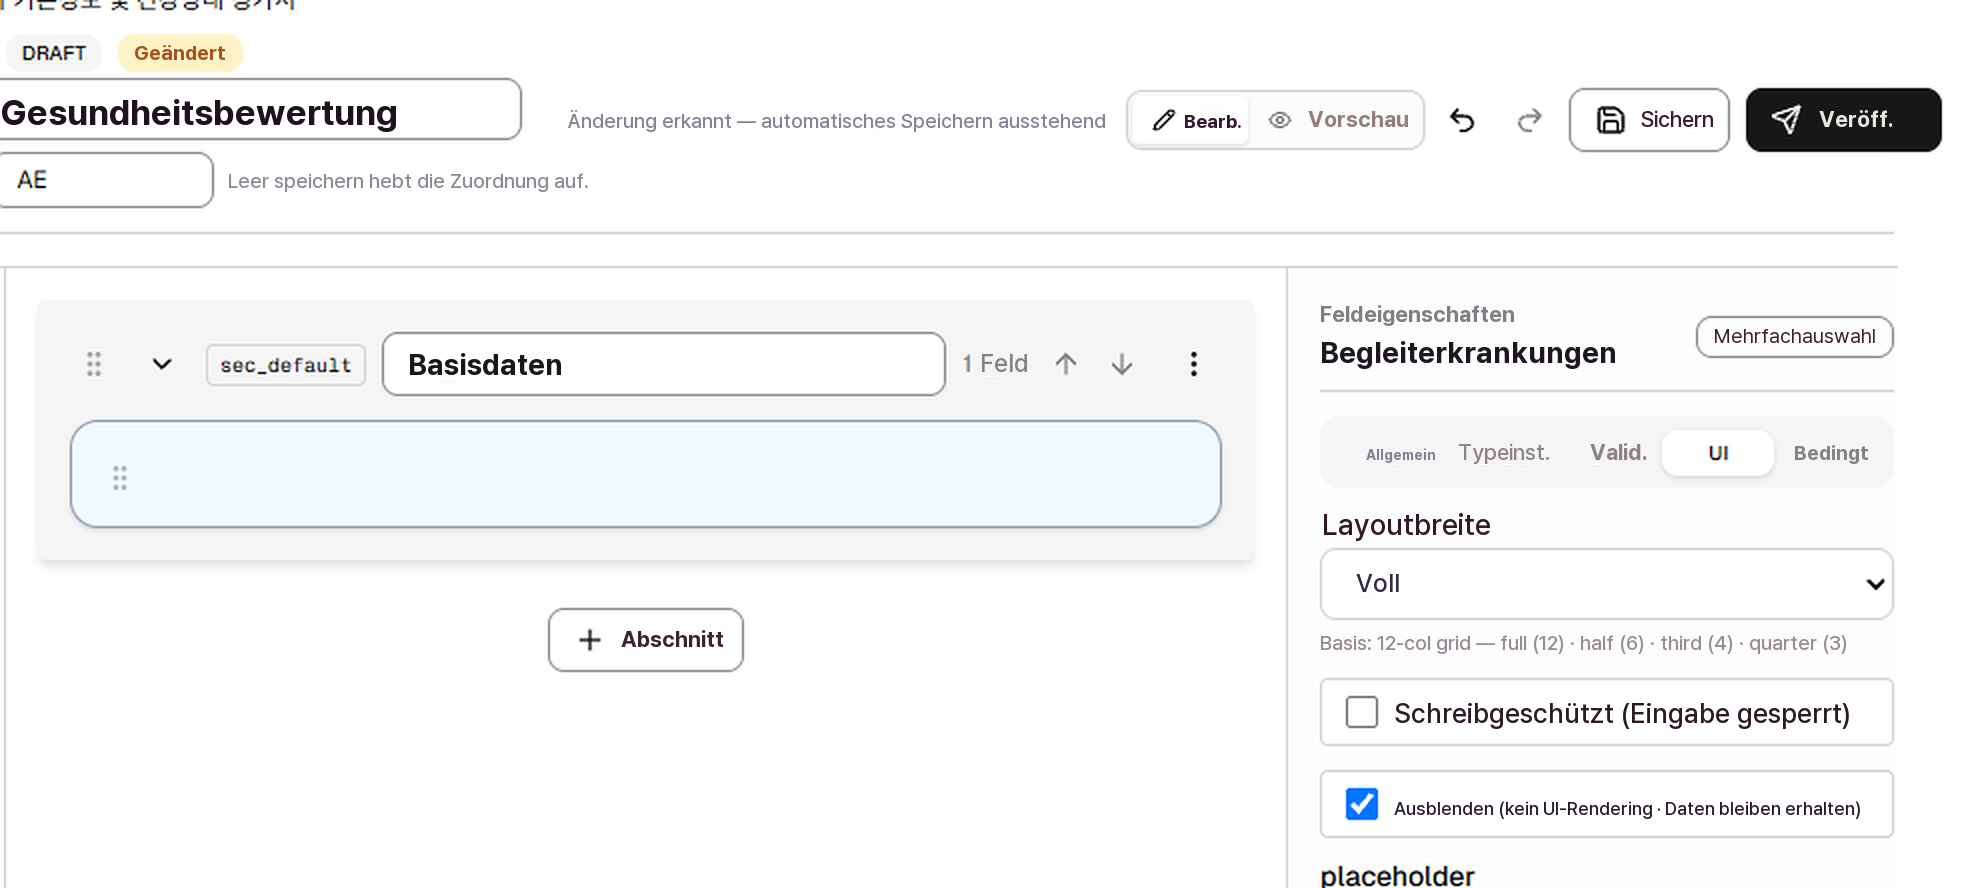 DRAFT Geändert
Gesundheitsbewertung
Änderung erkannt — automatisches Speichern ausstehend
Bearb. Vorschau
Sichern
Veröff.
AE
Leer speichern hebt die Zuordnung auf.
sec_default
Basisdaten
1 Feld
Abschnitt
Feldeigenschaften
Begleiterkrankungen
Mehrfachauswahl
Allgemein Typeinst. Valid. UI Bedingt
Layoutbreite
Voll
Basis: 12-col grid — full (12) · half (6) · third (4) · quarter (3)
Schreibgeschützt (Eingabe gesperrt)
Ausblenden (kein UI-Rendering · Daten bleiben erhalten)
placeholder